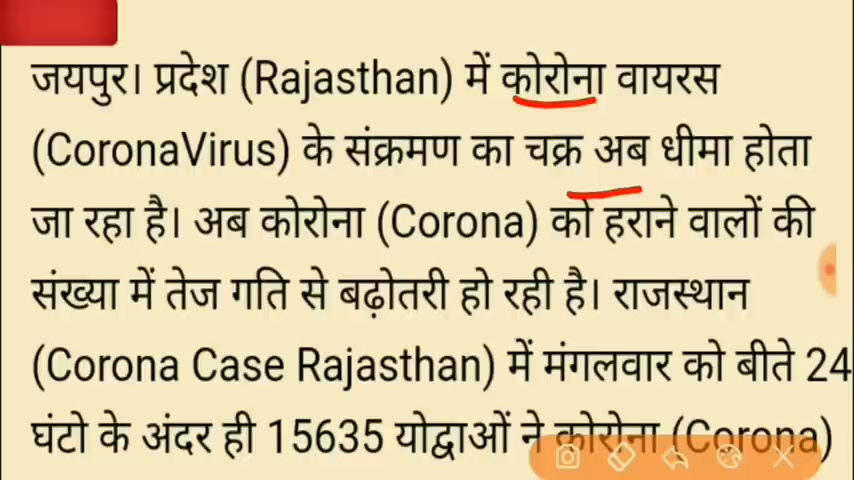 जयपुर। प्रदेश (Rajasthan) में कोरोना वायरस
(CoronaVirus) के संक्रमण का चक्र अब धीमा होता
जा रहा है। अब कोरोना (Corona) को हराने वालों की
संख्या में तेज गति से बढ़ोतरी हो रही है। राजस्थान
(Corona Case Rajasthan) में मंगलवार को बीते 24
घंटो के अंदर ही 15635 योद्वाओं ने कोरोना (Corona)